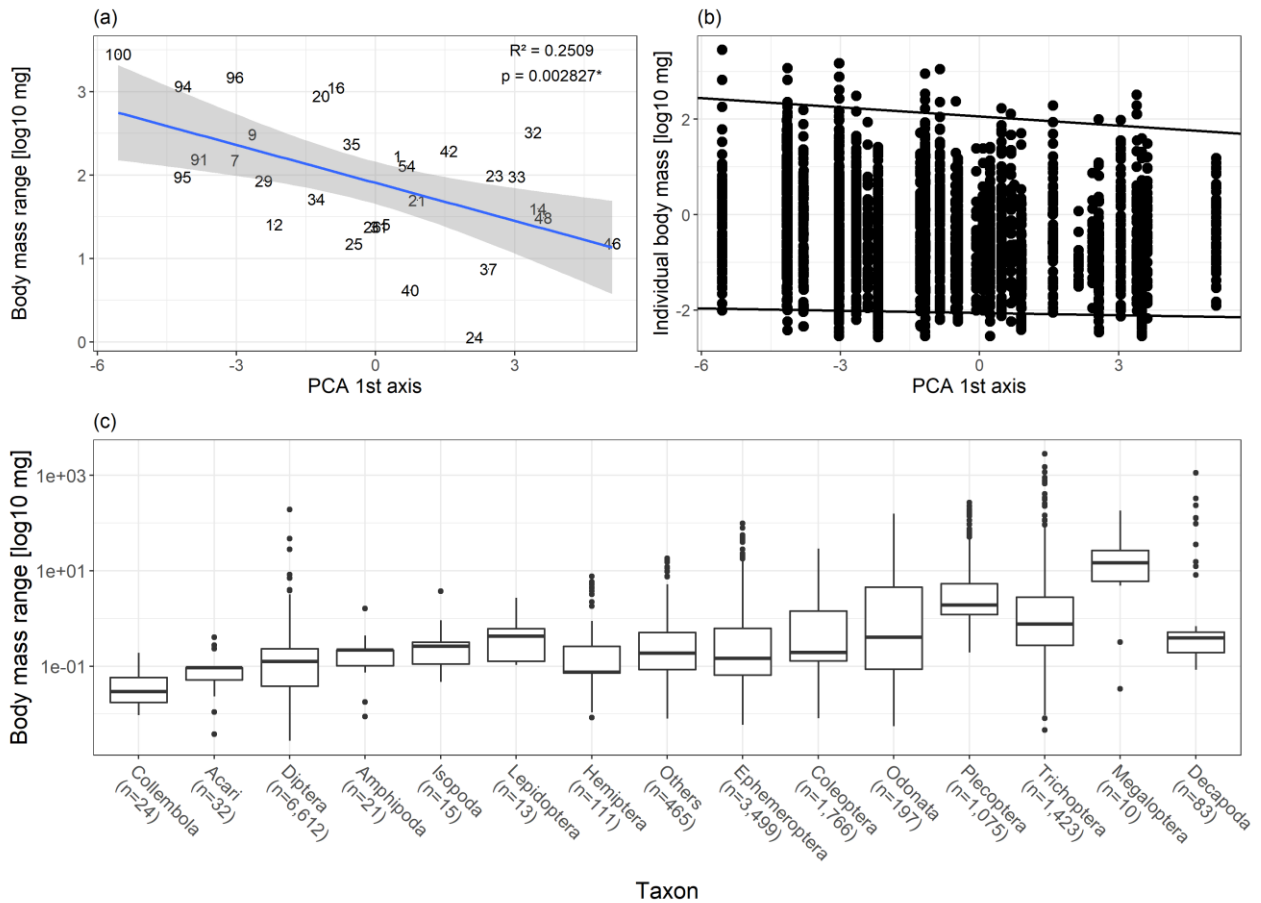 (a)
R² = 0.2509
p = 0.002827*
100
94
96
16
20
9
35
32
91
7
1
42
54
95
29
23
33
34
21
14
12
48
25
46
37
40
24
3
2
1
0
-6
-3
0
3
Body mass range [log10 mg]
PCA 1st axis
(b)
2
0
-2
-6
-3
0
3
Individual body mass [log10 mg]
PCA 1st axis
(c)
1e+03
1e+01
1e-01
Body mass range [log10 mg]
Collembola
(n=24)
Acari
(n=32)
Diptera
(n=6,612)
Amphipoda
(n=21)
Isopoda
(n=15)
Lepidoptera
(n=13)
Hemiptera
(n=111)
Others
(n=465)
Ephemeroptera
(n=3,499)
Coleoptera
(n=1,766)
Odonata
(n=197)
Plecoptera
(n=1,075)
Trichoptera
(n=1,423)
Megaloptera
(n=10)
Decapoda
(n=83)
Taxon